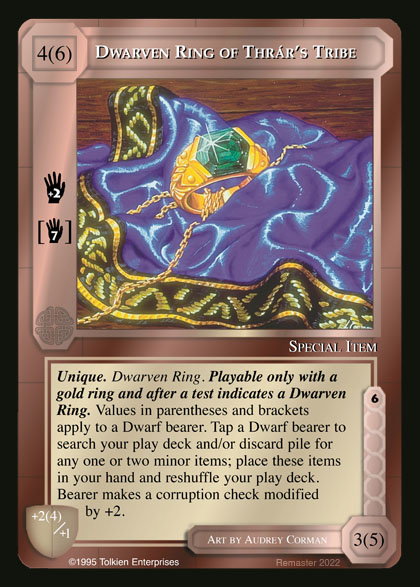 4(6)
Dwarven Ring of Thrár's Tribe
2
[7]
Special Item
Unique. Dwarven Ring. Playable only with a
gold ring and after a test indicates a Dwarven
Ring. Values in parentheses and brackets
apply to a Dwarf bearer. Tap a Dwarf bearer to
search your play deck and/or discard pile for
any one or two minor items; place these items
in your hand and reshuffle your play deck.
Bearer makes a corruption check modified
by +2.
6
+2(4)
/+1
Art by Audrey Corman
3(5)
©1995 Tolkien Enterprises
Remaster 2022